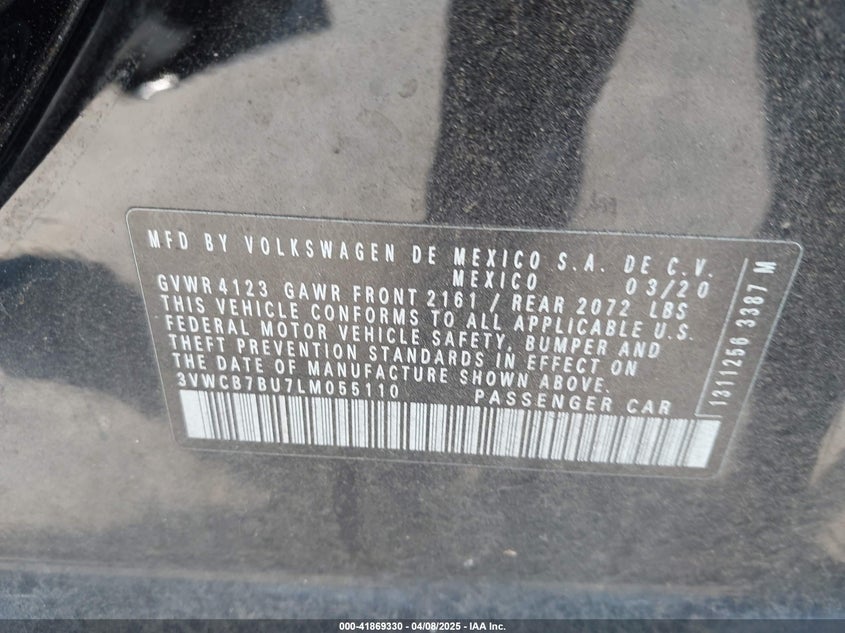 MFD BY VOLKSWAGEN DE MEXICO S.A. DE C.V.
MEXICO 03/20
GVWR 4123 GAWR FRONT 2161 / REAR 2072 LBS
THIS VEHICLE CONFORMS TO ALL APPLICABLE U.S.
FEDERAL MOTOR VEHICLE SAFETY, BUMPER AND
THEFT PREVENTION STANDARDS IN EFFECT ON
THE DATE OF MANUFACTURE SHOWN ABOVE.
3VWCB7BU7LM055110 PASSENGER CAR
1311256 3387 M
000-41869330 - 04/08/2025 - IAA Inc.